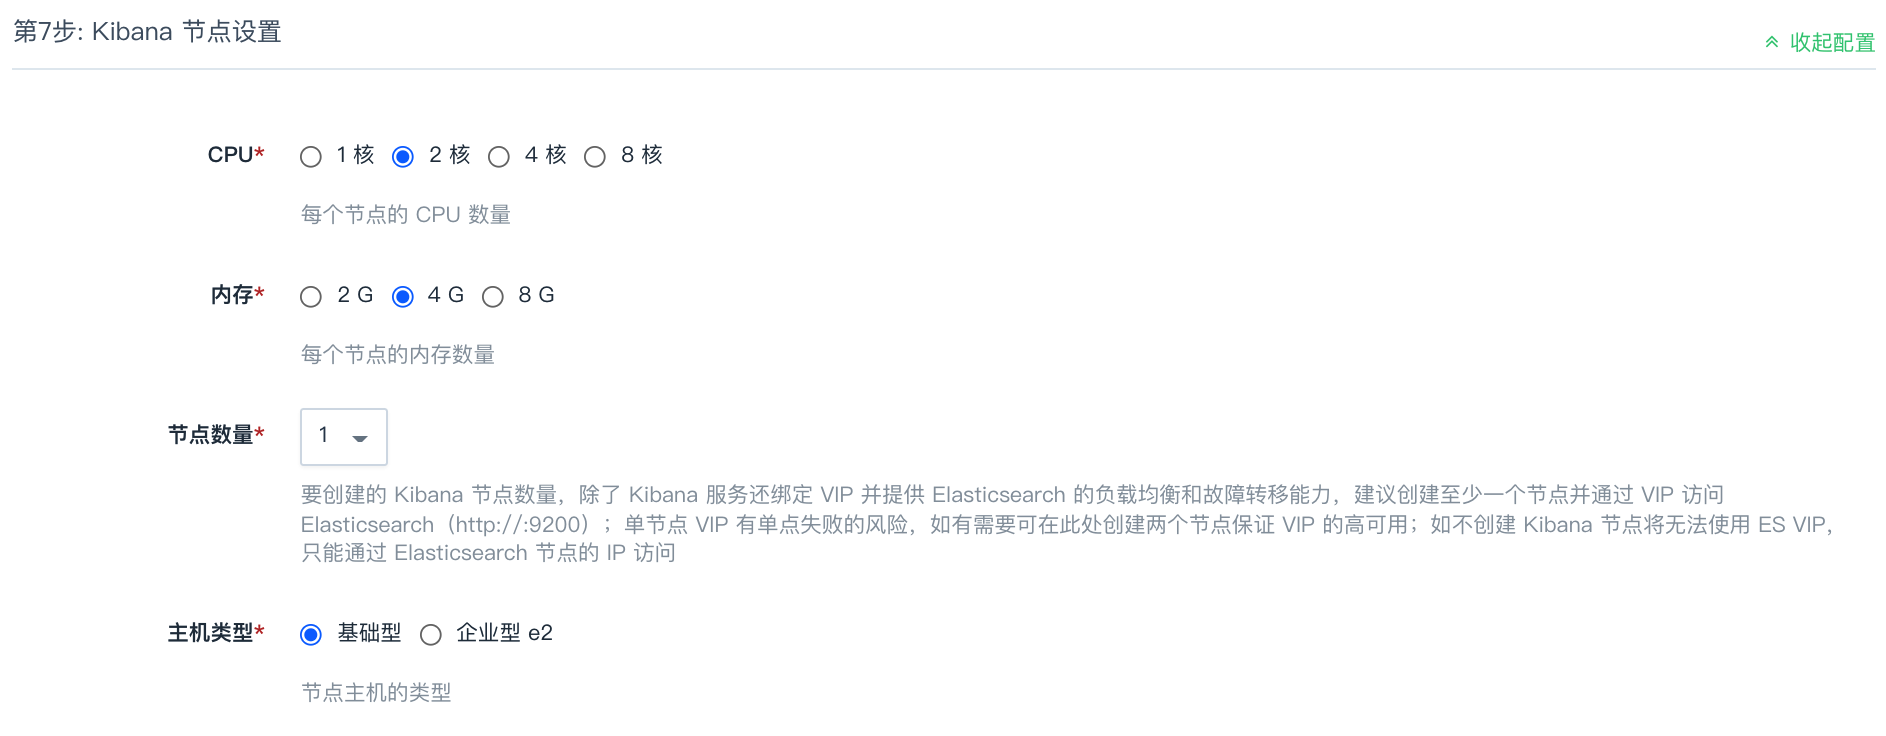 第7步: Kibana 节点设置
收起配置
CPU* 1 核 2 核 4 核 8 核
每个节点的 CPU 数量
内存* 2 G 4 G 8 G
每个节点的内存数量
节点数量* 1
要创建的 Kibana 节点数量，除了 Kibana 服务还绑定 VIP 并提供 Elasticsearch 的负载均衡和故障转移能力，建议创建至少一个节点并通过 VIP 访问
Elasticsearch（http://:9200）；单节点 VIP 有单点失败的风险，如有需要可在此处创建两个节点保证 VIP 的高可用；如不创建 Kibana 节点将无法使用 ES VIP，
只能通过 Elasticsearch 节点的 IP 访问
主机类型* 基础型 企业型 e2
节点主机的类型